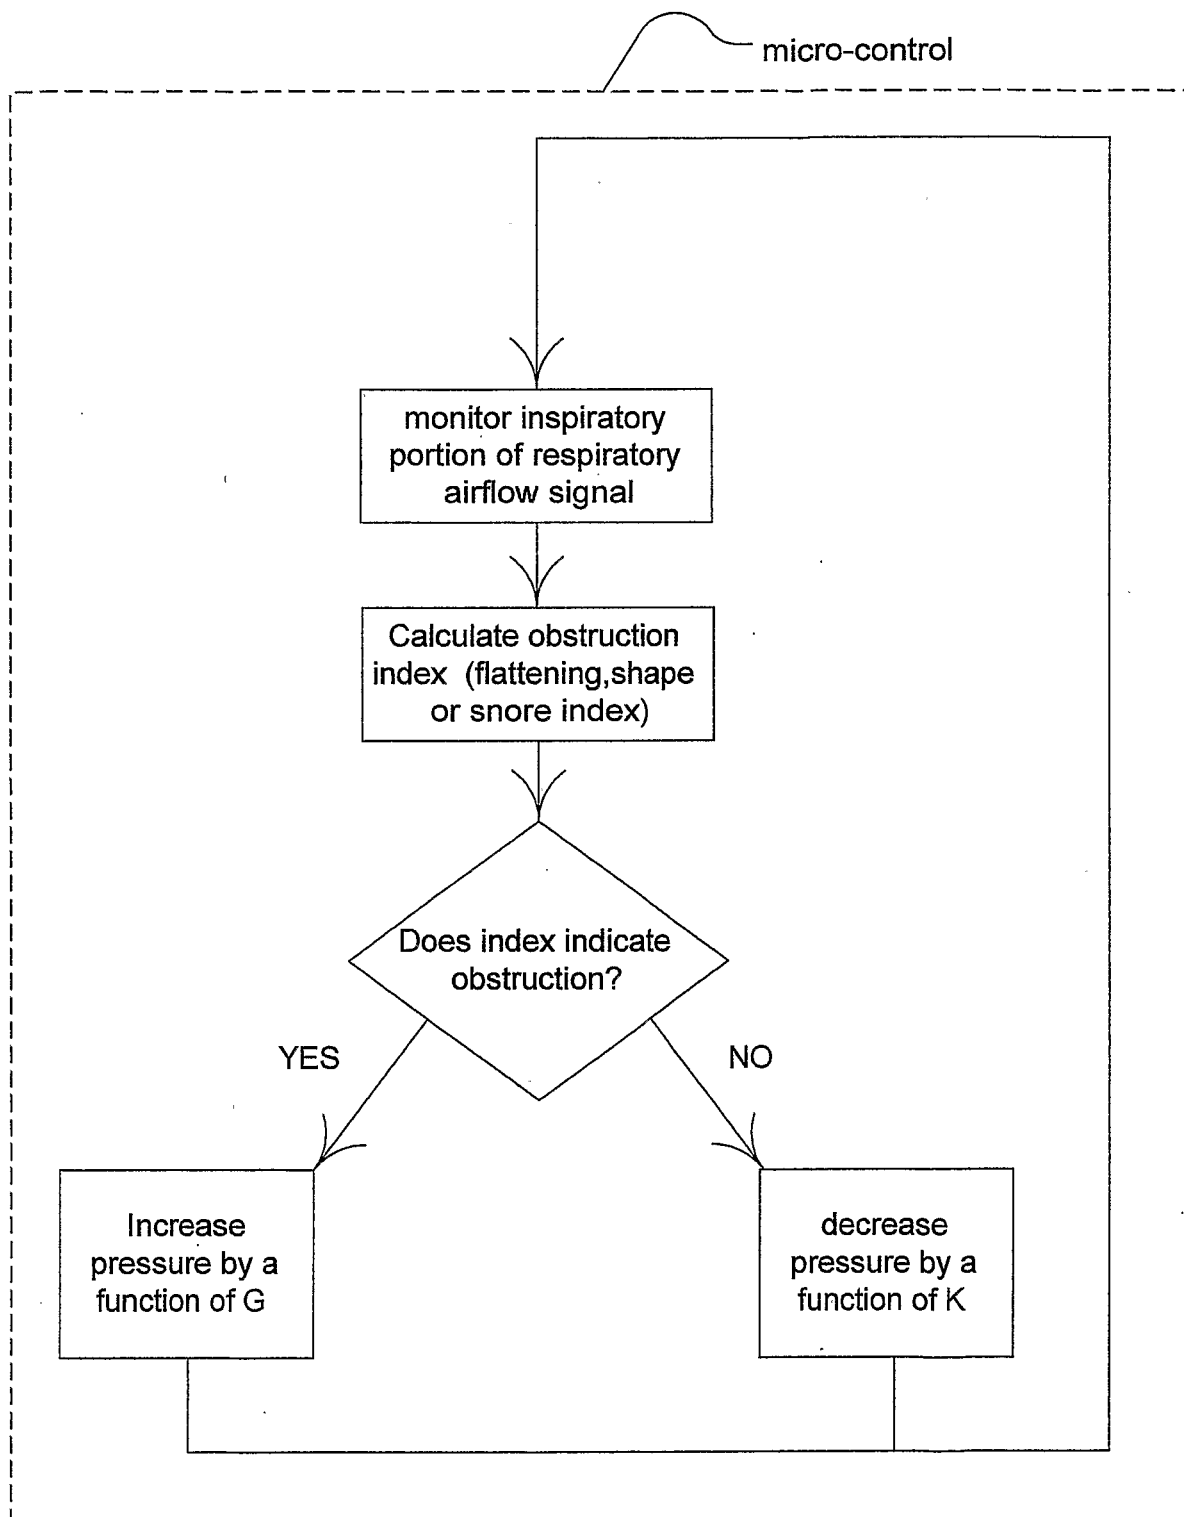 micro-control
monitor inspiratory
portion of respiratory
airflow signal
Calculate obstruction
index (flattening,shape
or snore index)
Does index indicate
obstruction?
YES
NO
Increase
pressure by a
function of G
decrease
pressure by a
function of K